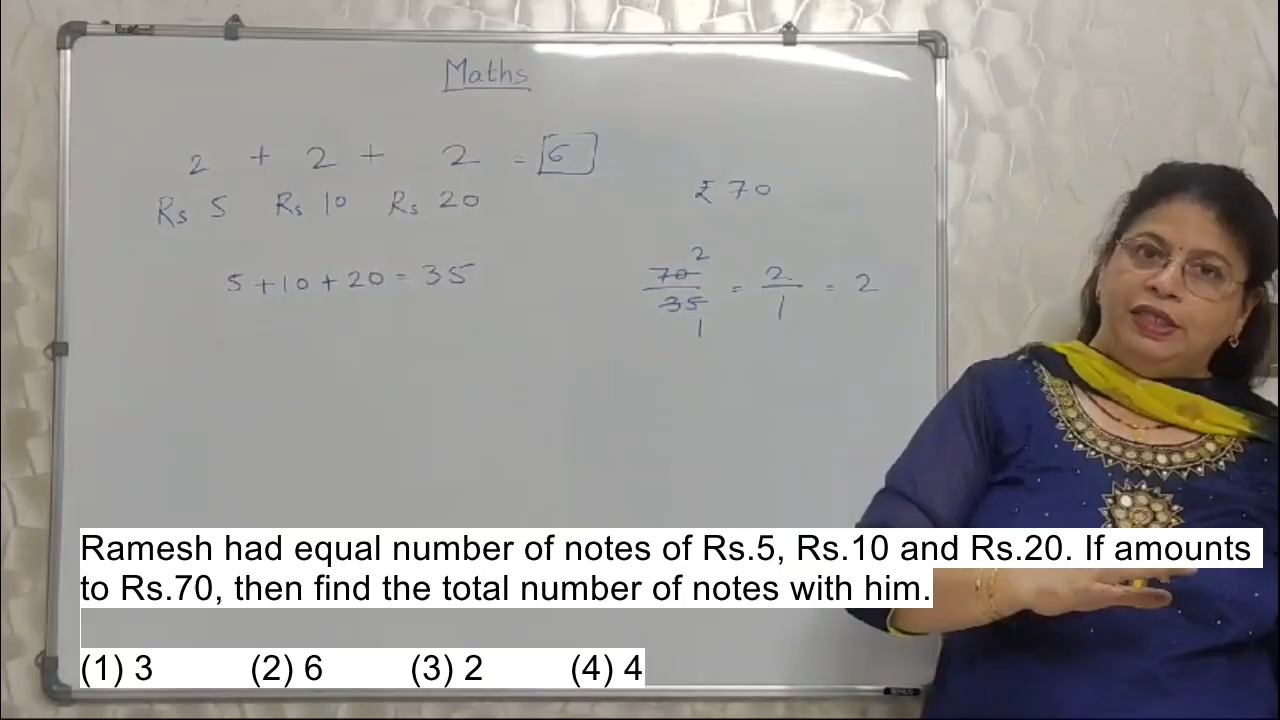 Maths
2 + 2 + 2 = 6
Rs 5 Rs 10 Rs 20
₹ 70
5 + 10 + 20 = 35
2
70
35
1
= 2
1
= 2
Ramesh had equal number of notes of Rs.5, Rs.10 and Rs.20. If amounts
to Rs.70, then find the total number of notes with him.
(1) 3 (2) 6 (3) 2 (4) 4